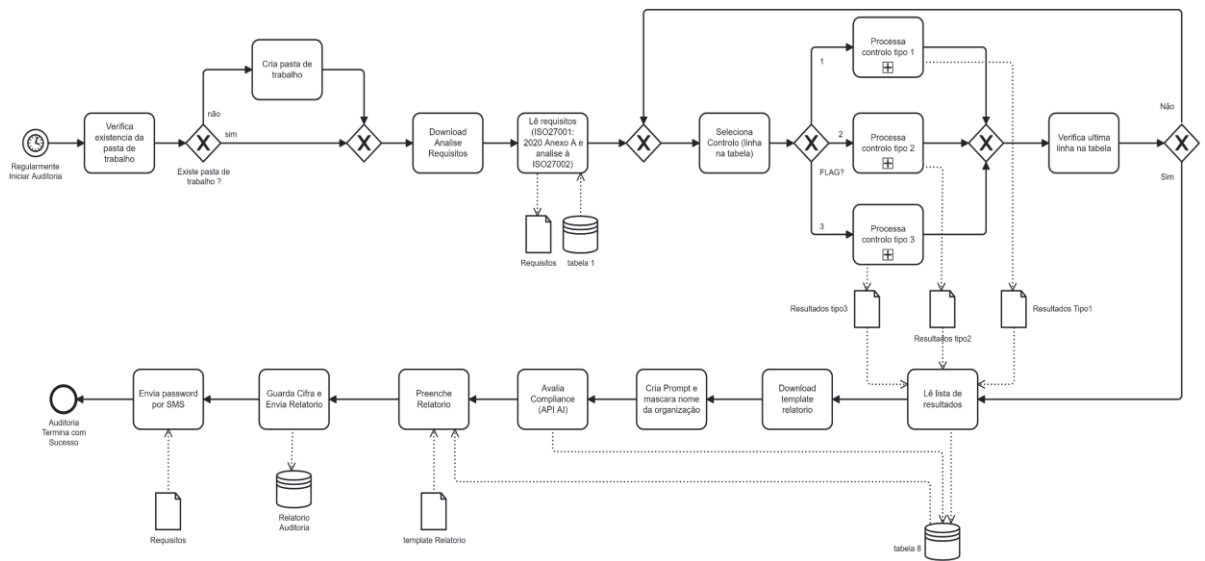 Regularmente
Iniciar Auditoria
Verifica
existencia da
pasta de
trabalho
Existe pasta de
trabalho ?
não
sim
Cria pasta de
trabalho
Download
Analise
Requisitos
Lê requisitos
(ISO27001:
2020 Anexo A e
analise à
ISO27002)
Requisitos
tabela 1
Seleciona
Controlo (linha
na tabela)
FLAG?
1
2
3
Processa
controlo tipo 1
Processa
controlo tipo 2
Processa
controlo tipo 3
Resultados tipo3
Resultados tipo2
Resultados Tipo1
Verifica ultima
linha na tabela
Não
Sim
Lê lista de
resultados
Download
template
relatorio
Cria Prompt e
mascara nome
da organização
Avalia
Compliance
(API AI)
Preenche
Relatorio
Guarda Cifra e
Envia Relatorio
Envia password
por SMS
Auditoria
Termina com
Sucesso
Requisitos
Relatorio
Auditoria
template Relatorio
tabela 8